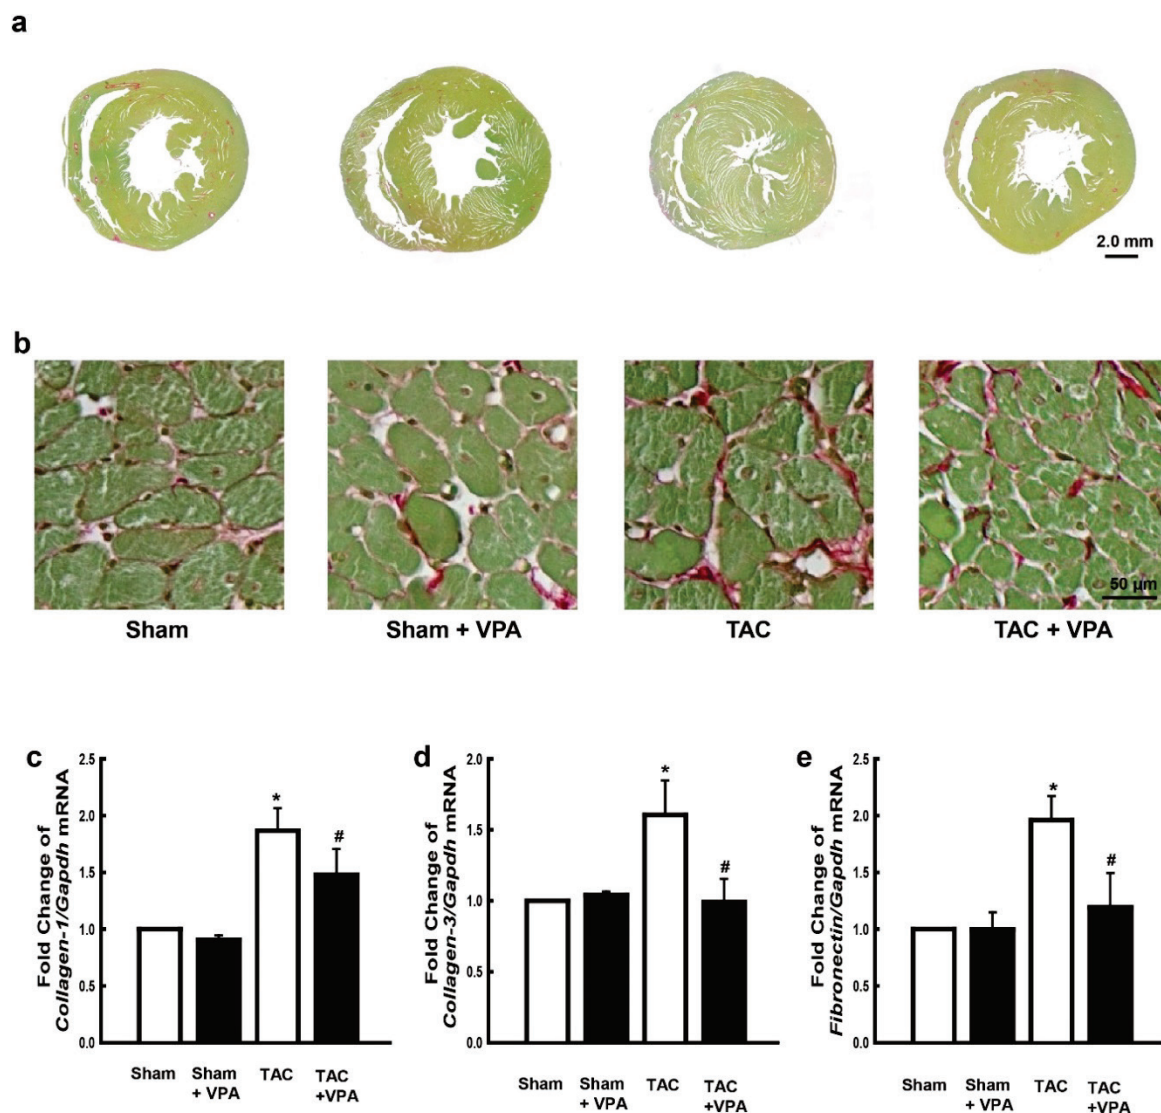 a
2.0 mm
b
50 µm
Sham
Sham + VPA
TAC
TAC + VPA
c
Fold Change of
Collagen-1/Gapdh mRNA
2.5
2.0
1.5
1.0
0.5
0.0
*
#
Sham
Sham
+ VPA
TAC
TAC
+VPA
d
Fold Change of
Collagen-3/Gapdh mRNA
2.0
1.5
1.0
0.5
0.0
*
#
Sham
Sham
+ VPA
TAC
TAC
+VPA
e
Fold Change of
Fibronectin/Gapdh mRNA
2.5
2.0
1.5
1.0
0.5
0.0
*
#
Sham
Sham
+ VPA
TAC
TAC
+VPA